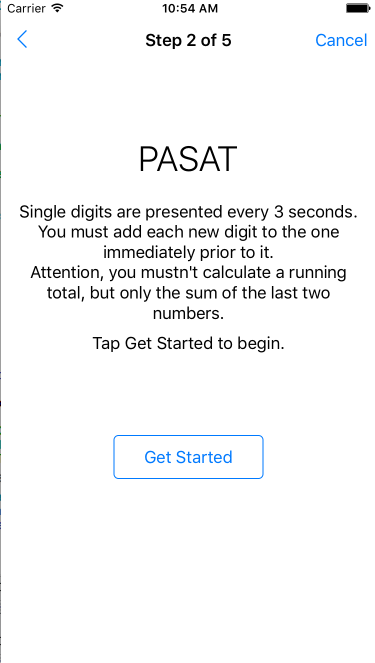 Carrier 10:54 AM
Step 2 of 5 Cancel
PASAT
Single digits are presented every 3 seconds.
You must add each new digit to the one
immediately prior to it.
Attention, you mustn't calculate a running
total, but only the sum of the last two
numbers.
Tap Get Started to begin.
Get Started